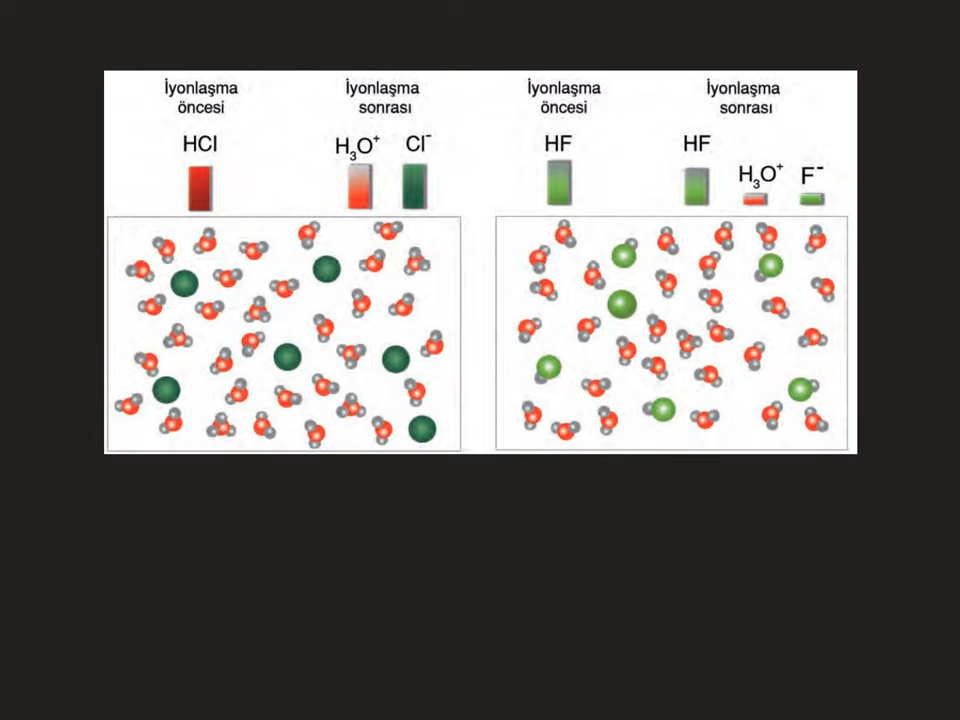 İyonlaşma
öncesi
İyonlaşma
sonrası
HCl
H₃O⁺
Cl⁻
İyonlaşma
öncesi
İyonlaşma
sonrası
HF
HF
H₃O⁺
F⁻